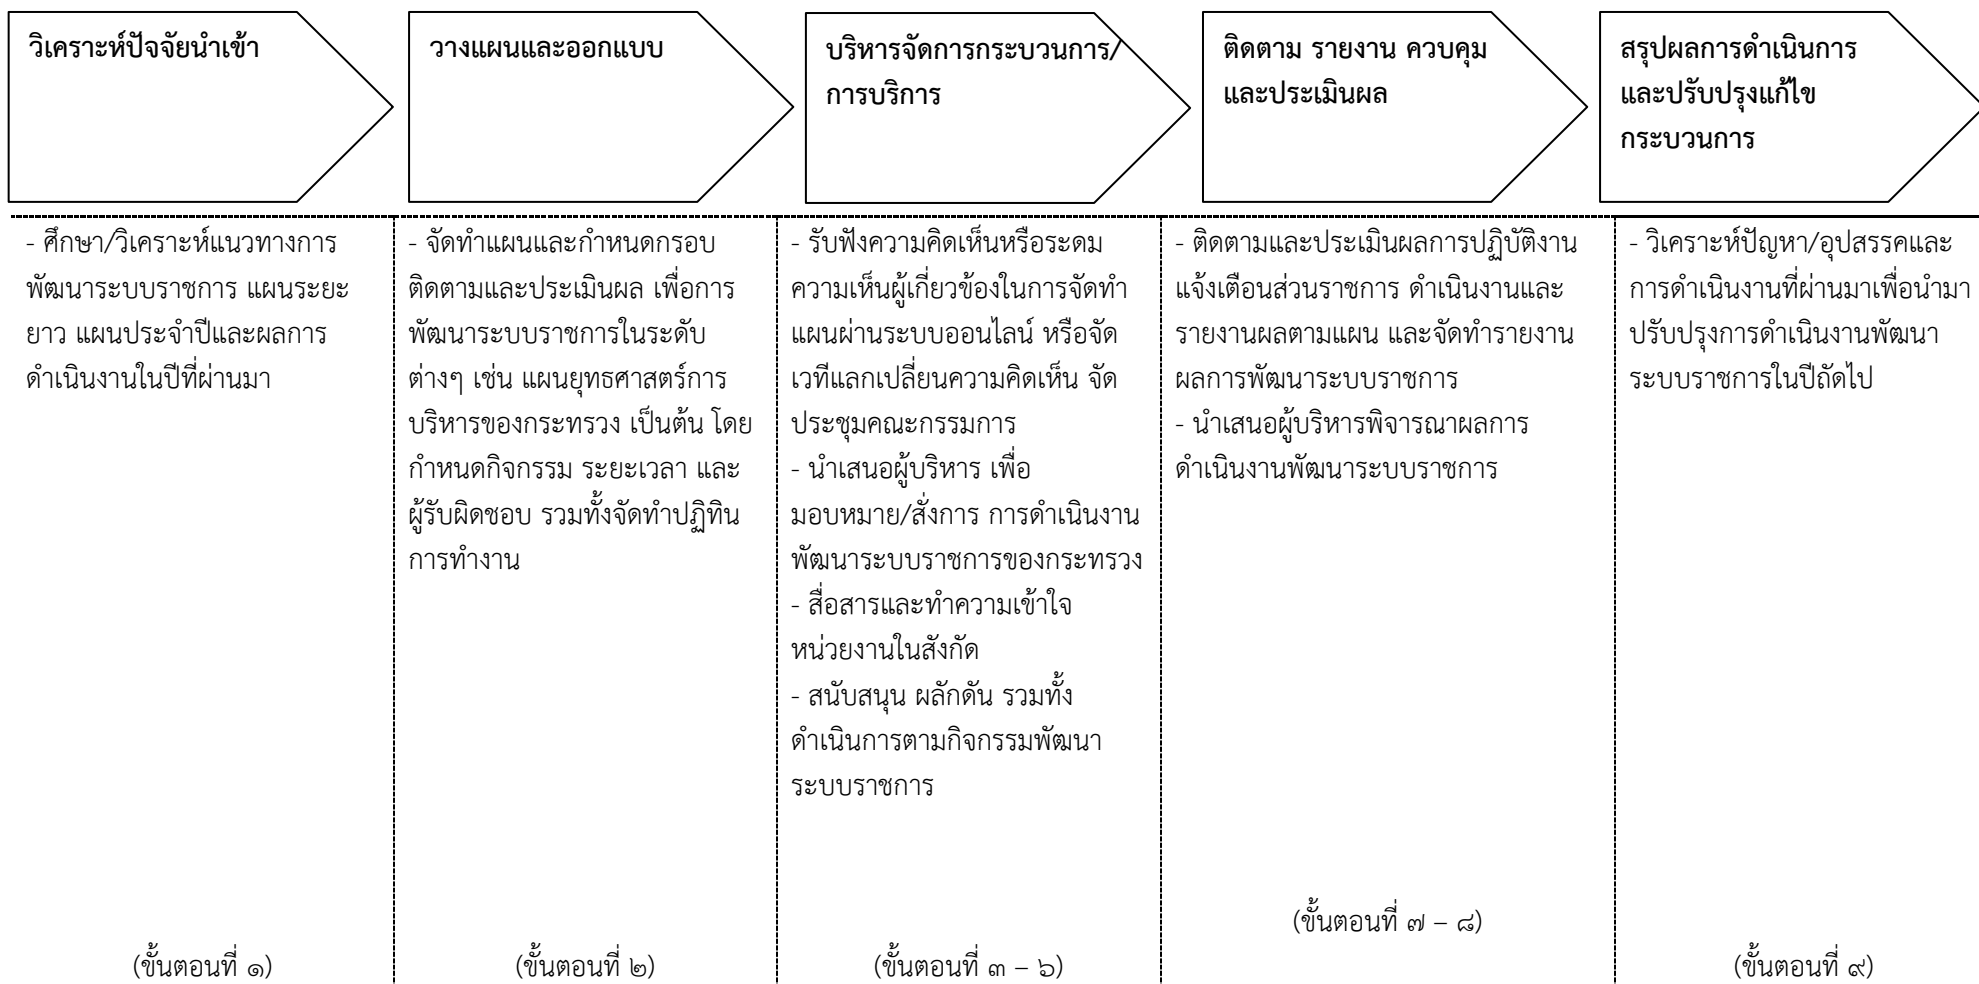 วิเคราะห์ปัจจัยนำเข้า
วางแผนและออกแบบ
บริหารจัดการกระบวนการ/
การบริการ
ติดตาม รายงาน ควบคุม
และประเมินผล
สรุปผลการดำเนินการ
และปรับปรุงแก้ไข
กระบวนการ
- ศึกษา/วิเคราะห์แนวทางการ
พัฒนาระบบราชการ แผนระยะ
ยาว แผนประจำปีและผลการ
ดำเนินงานในปีที่ผ่านมา
(ขั้นตอนที่ ๑)
- จัดทำแผนและกำหนดกรอบ
ติดตามและประเมินผล เพื่อการ
พัฒนาระบบราชการในระดับ
ต่างๆ เช่น แผนยุทธศาสตร์การ
บริหารของกระทรวง เป็นต้น โดย
กำหนดกิจกรรม ระยะเวลา และ
ผู้รับผิดชอบ รวมทั้งจัดทำปฏิทิน
การทำงาน
(ขั้นตอนที่ ๒)
- รับฟังความคิดเห็นหรือระดม
ความเห็นผู้เกี่ยวข้องในการจัดทำ
แผนผ่านระบบออนไลน์ หรือจัด
เวทีแลกเปลี่ยนความคิดเห็น จัด
ประชุมคณะกรรมการ
- นำเสนอผู้บริหาร เพื่อ
มอบหมาย/สั่งการ การดำเนินงาน
พัฒนาระบบราชการของกระทรวง
- สื่อสารและทำความเข้าใจ
หน่วยงานในสังกัด
- สนับสนุน ผลักดัน รวมทั้ง
ดำเนินการตามกิจกรรมพัฒนา
ระบบราชการ
(ขั้นตอนที่ ๓ – ๖)
- ติดตามและประเมินผลการปฏิบัติงาน
แจ้งเตือนส่วนราชการ ดำเนินงานและ
รายงานผลตามแผน และจัดทำรายงาน
ผลการพัฒนาระบบราชการ
- นำเสนอผู้บริหารพิจารณาผลการ
ดำเนินงานพัฒนาระบบราชการ
(ขั้นตอนที่ ๗ – ๘)
- วิเคราะห์ปัญหา/อุปสรรคและ
การดำเนินงานที่ผ่านมาเพื่อนำมา
ปรับปรุงการดำเนินงานพัฒนา
ระบบราชการในปีถัดไป
(ขั้นตอนที่ ๙)